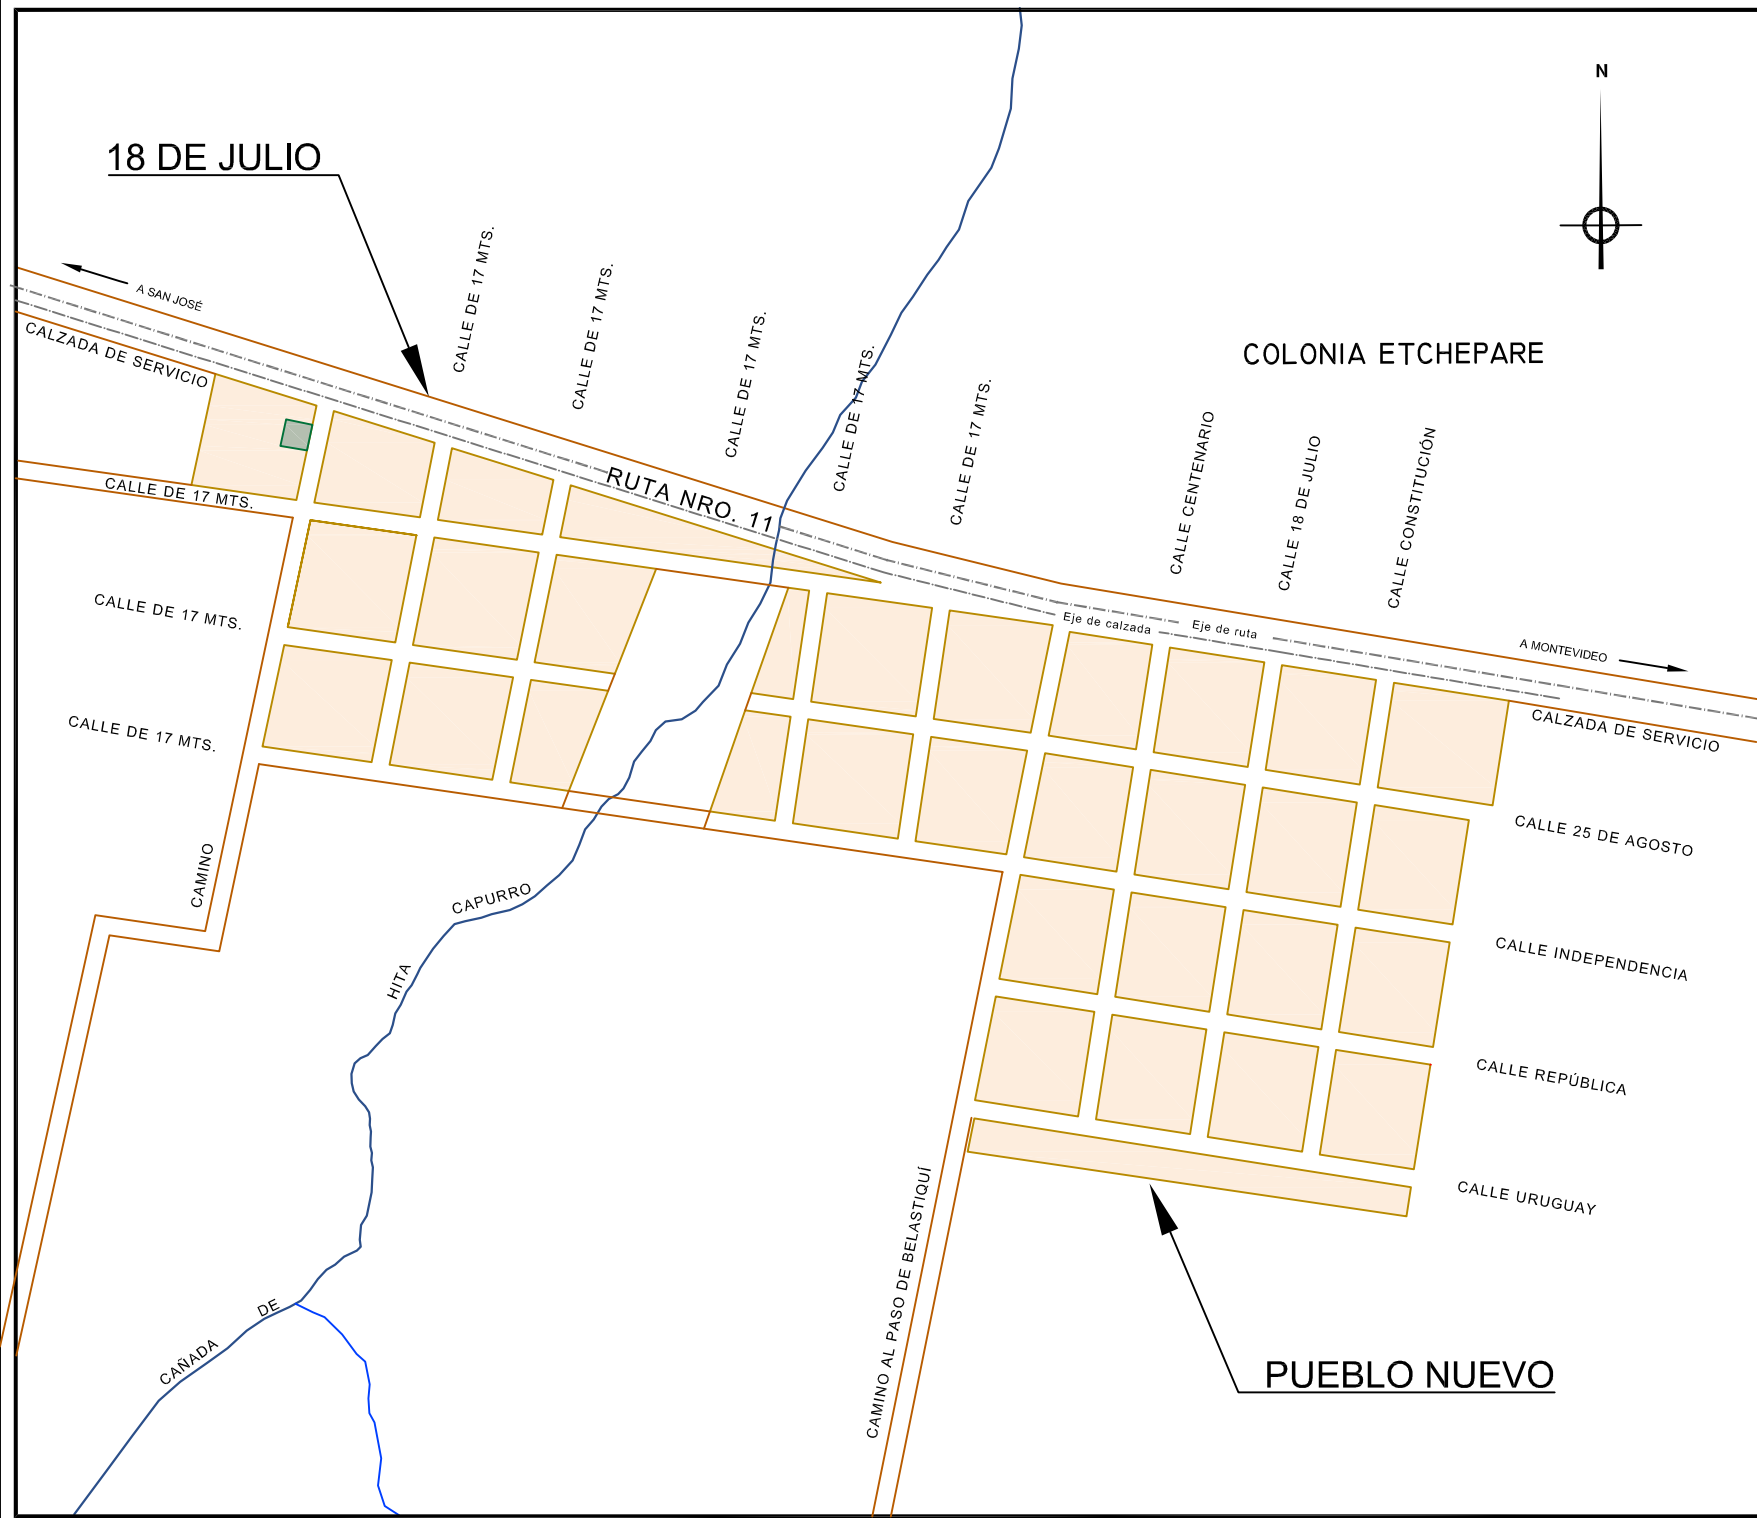 N
18 DE JULIO
A SAN JOSÉ
CALZADA DE SERVICIO
CALLE DE 17 MTS.
CALLE DE 17 MTS.
CALLE DE 17 MTS.
CALLE DE 17 MTS.
CALLE DE 17 MTS.
COLONIA ETCHEPARE
CALLE CENTENARIO
CALLE 18 DE JULIO
CALLE CONSTITUCIÓN
RUTA NRO. 11
CALLE DE 17 MTS.
CALLE DE 17 MTS.
CALLE DE 17 MTS.
Eje de calzada
Eje de ruta
A MONTEVIDEO
CALZADA DE SERVICIO
CALLE 25 DE AGOSTO
CALLE INDEPENDENCIA
CALLE REPÚBLICA
CALLE URUGUAY
CAMINO
CAÑADA DE HITA CAPURRO
CAMINO AL PASO DE BELASTIQUÍ
PUEBLO NUEVO